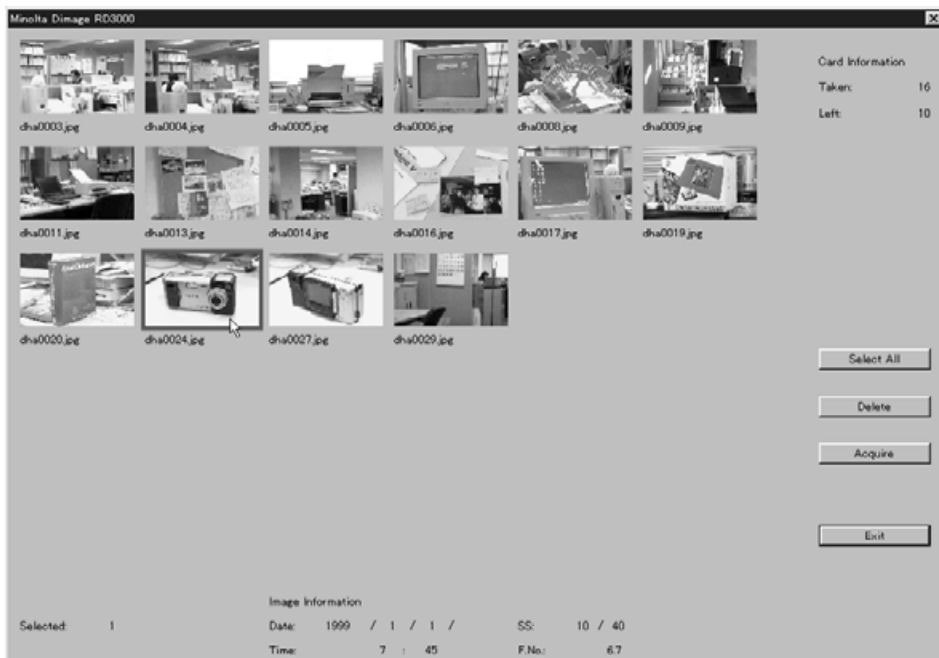 Minolta Dimage RD3000
Card Information
Taken: 16
Left: 10
dha0003.jpg dha0004.jpg dha0005.jpg dha0006.jpg dha0008.jpg dha0009.jpg
dha0011.jpg dha0013.jpg dha0014.jpg dha0016.jpg dha0017.jpg dha0019.jpg
dha0020.jpg dha0024.jpg dha0027.jpg dha0029.jpg
Select All
Delete
Acquire
Exit
Image Information
Selected: 1 Date: 1999 / 1 / 1 / SS: 10 / 40
Time: 7 : 45 F.No.: 6.7